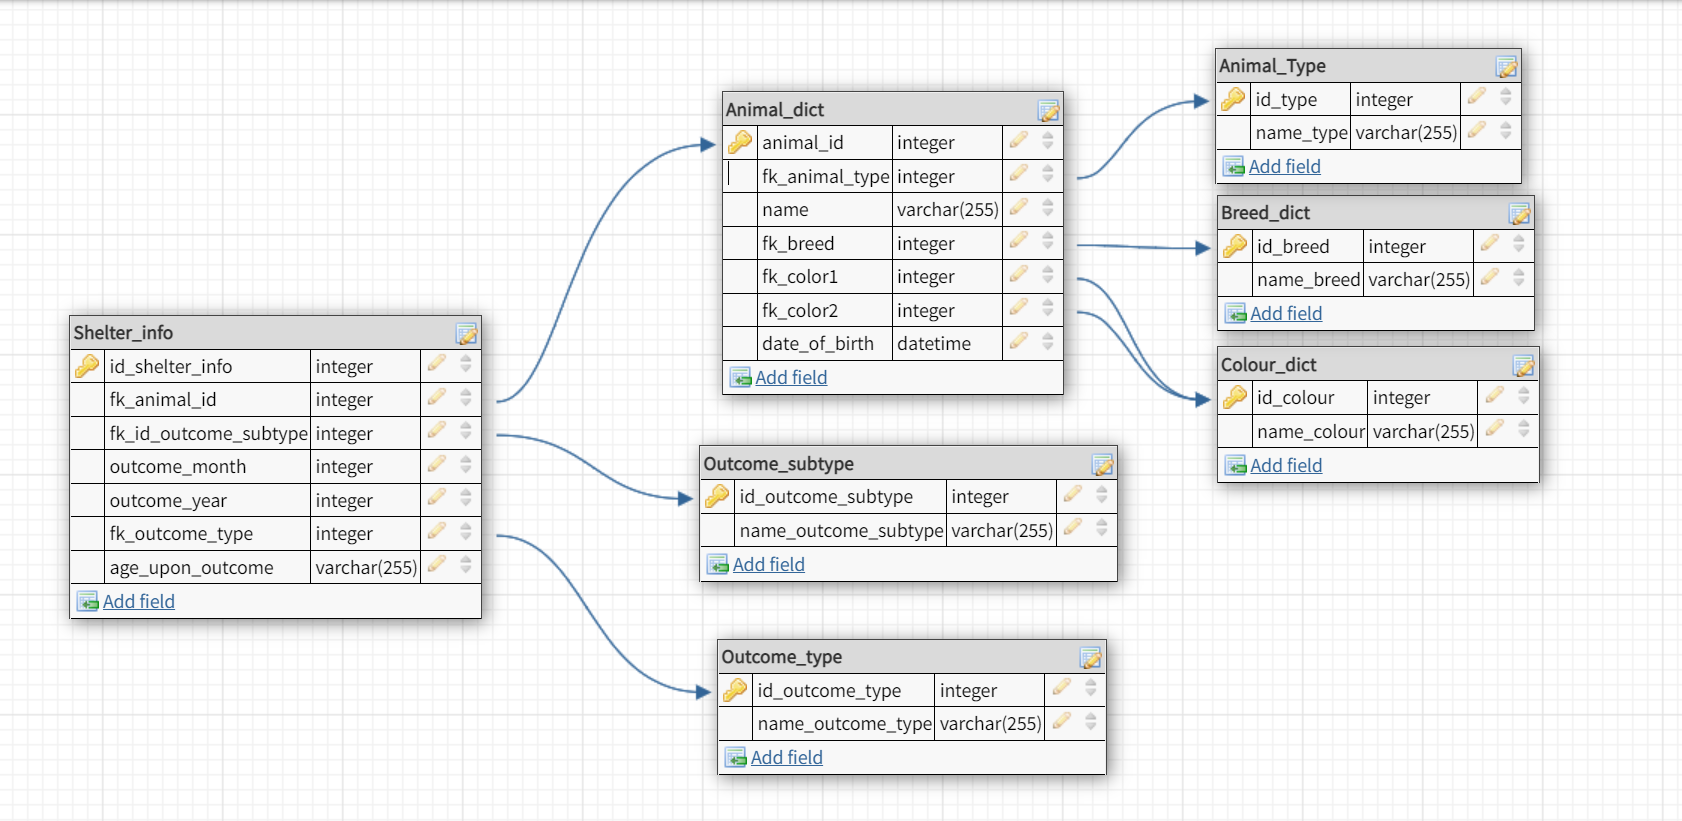 Shelter_info
id_shelter_info integer
fk_animal_id integer
fk_id_outcome_subtype integer
outcome_month integer
outcome_year integer
fk_outcome_type integer
age_upon_outcome varchar(255)
Add field
Animal_dict
animal_id integer
fk_animal_type integer
name varchar(255)
fk_breed integer
fk_color1 integer
fk_color2 integer
date_of_birth datetime
Add field
Outcome_subtype
id_outcome_subtype integer
name_outcome_subtype varchar(255)
Add field
Outcome_type
id_outcome_type integer
name_outcome_type varchar(255)
Add field
Animal_Type
id_type integer
name_type varchar(255)
Add field
Breed_dict
id_breed integer
name_breed varchar(255)
Add field
Colour_dict
id_colour integer
name_colour varchar(255)
Add field